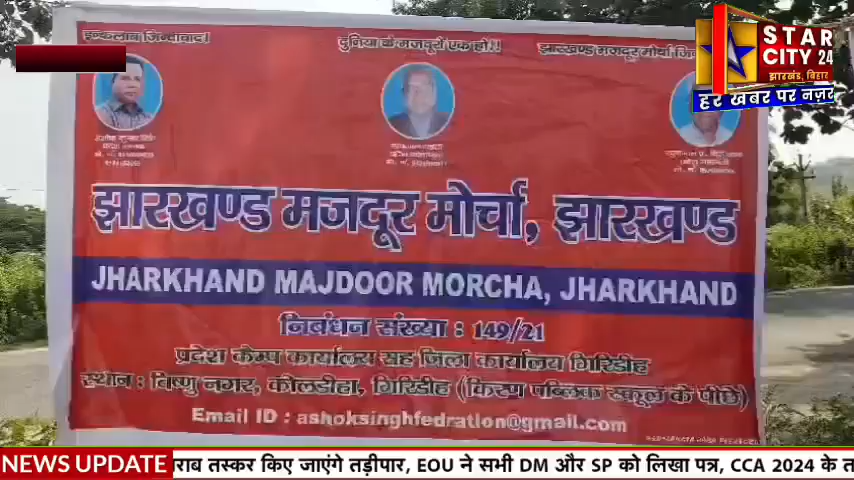 इन्कलाब जिन्दाबाद!
दुनिया के मजदूरों एक हो!!
झारखण्ड मजदूर मोर्चा
STAR
CITY 24
झारखंड, बिहार
हर खबर पर नज़र
झारखण्ड मजदूर मोर्चा, झारखण्ड
JHARKHAND MAJDOOR MORCHA, JHARKHAND
निबंधन संख्या : 149/21
प्रदेश कैम्प कार्यालय सह जिला कार्यालय गिरिडीह
स्थान : विष्णु नगर, कोलडीहा, गिरिडीह (किरण पब्लिक स्कूल के पीछे)
Email ID : ashoksinghfedration@gmail.com
NEWS UPDATE
राब तस्कर किए जाएंगे तड़ीपार, EOU ने सभी DM और SP को लिखा पत्र, CCA 2024 के त